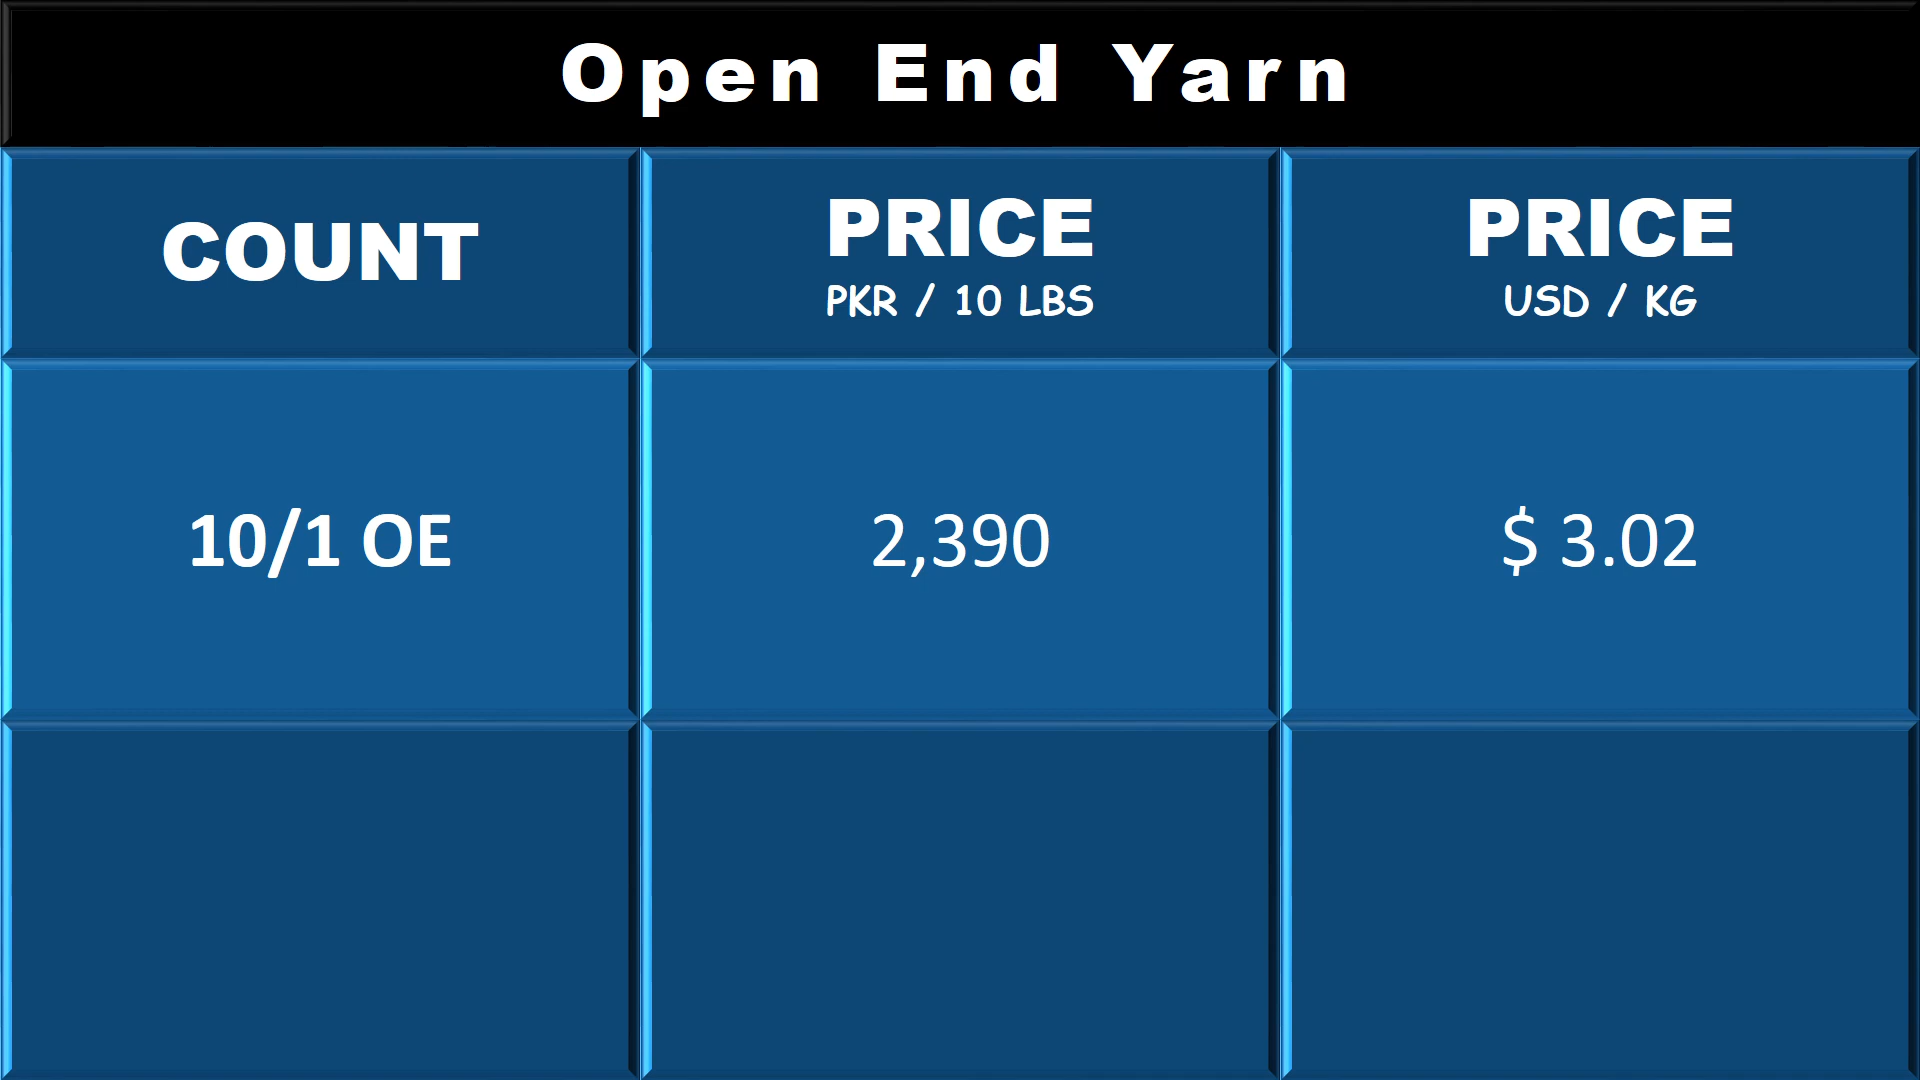 Open End Yarn
COUNT
PRICE
PKR / 10 LBS
PRICE
USD / KG
10/1 OE
2,390
$ 3.02